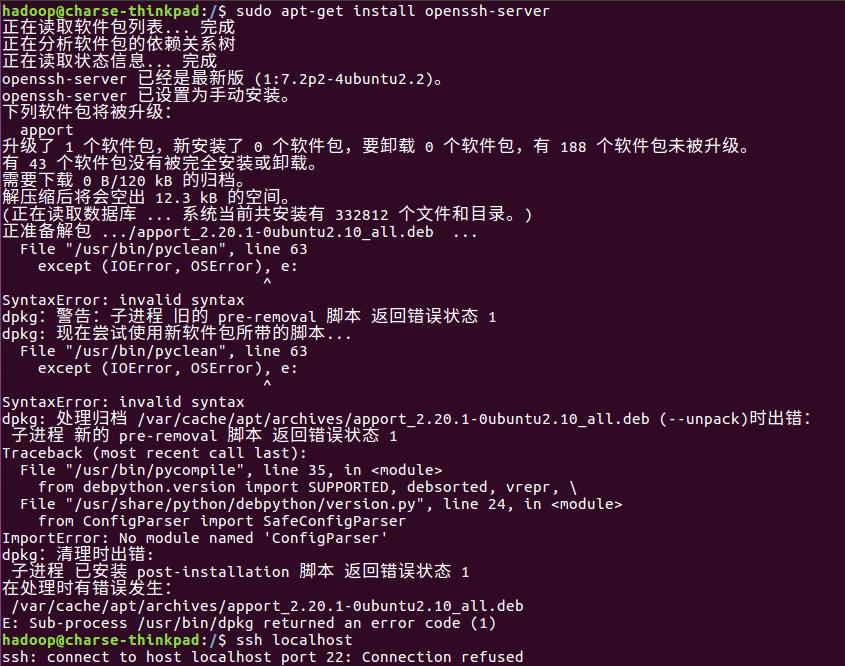 hadoop@charse-thinkpad:/$ sudo apt-get install openssh-server
正在读取软件包列表... 完成
正在分析软件包的依赖关系树
正在读取状态信息... 完成
openssh-server 已经是最新版 (1:7.2p2-4ubuntu2.2)。
openssh-server 已设置为手动安装。
下列软件包将被升级：
  apport
升级了 1 个软件包，新安装了 0 个软件包，要卸载 0 个软件包，有 188 个软件包未被升级。
有 43 个软件包没有被完全安装或卸载。
需要下载 0 B/120 kB 的归档。
解压缩后将会空出 12.3 kB 的空间。
(正在读取数据库 ... 系统当前共安装有 332812 个文件和目录。)
正准备解包 .../apport_2.20.1-0ubuntu2.10_all.deb  ...
  File "/usr/bin/pyclean", line 63
    except (IOError, OSError), e:
                             ^
SyntaxError: invalid syntax
dpkg: 警告: 子进程 旧的 pre-removal 脚本 返回错误状态 1
dpkg: 现在尝试使用新软件包所带的脚本...
  File "/usr/bin/pyclean", line 63
    except (IOError, OSError), e:
                             ^
SyntaxError: invalid syntax
dpkg: 处理归档 /var/cache/apt/archives/apport_2.20.1-0ubuntu2.10_all.deb (--unpack)时出错：
 子进程 新的 pre-removal 脚本 返回错误状态 1
Traceback (most recent call last):
  File "/usr/bin/pycompile", line 35, in <module>
    from debpython.version import SUPPORTED, debsorted, vrepr, \
  File "/usr/share/python/debpython/version.py", line 24, in <module>
    from ConfigParser import SafeConfigParser
ImportError: No module named 'ConfigParser'
dpkg: 清理时出错:
 子进程 已安装 post-installation 脚本 返回错误状态 1
在处理时有错误发生：
 /var/cache/apt/archives/apport_2.20.1-0ubuntu2.10_all.deb
E: Sub-process /usr/bin/dpkg returned an error code (1)
hadoop@charse-thinkpad:/$ ssh localhost
ssh: connect to host localhost port 22: Connection refused